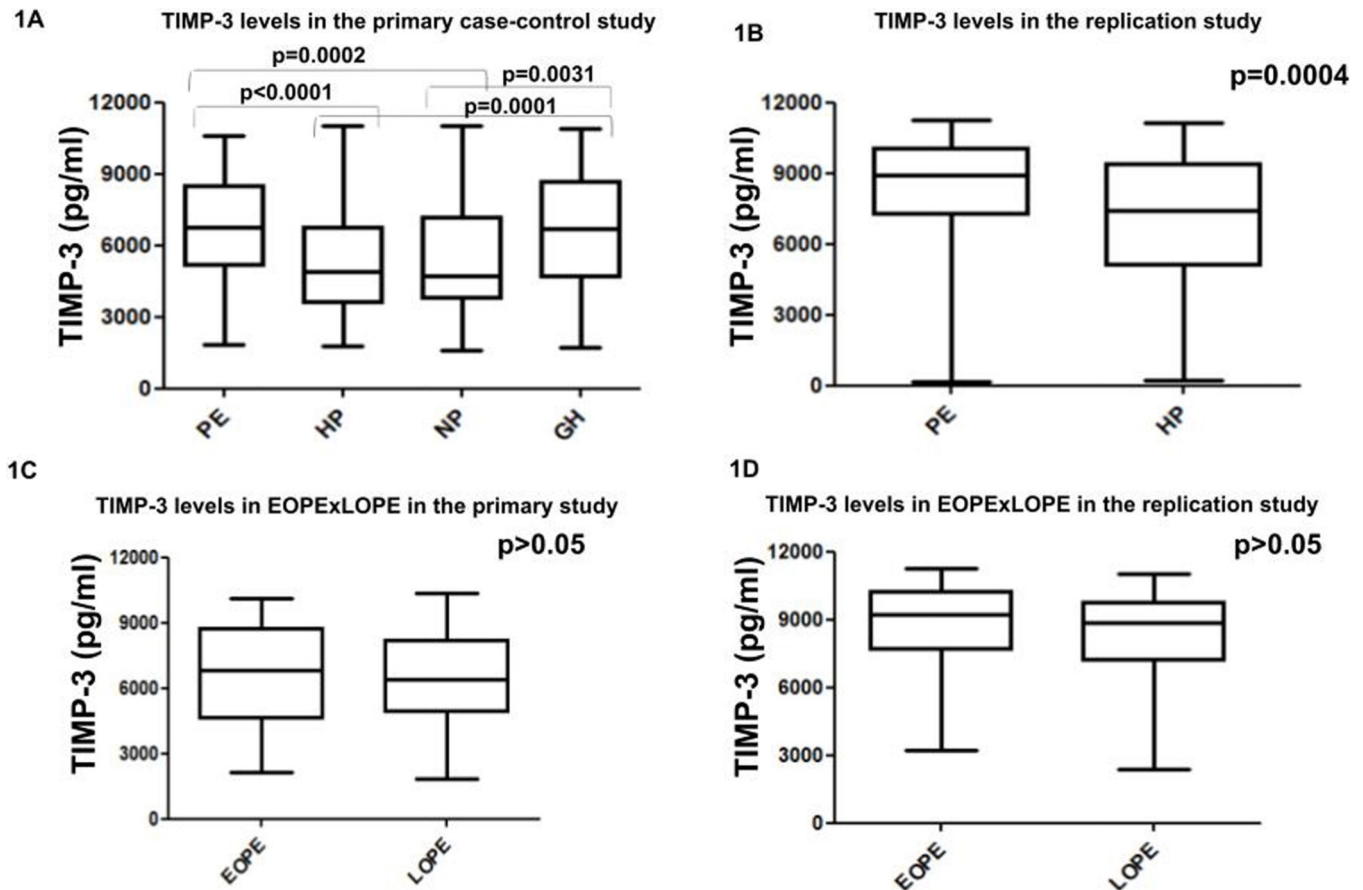 1A
TIMP-3 levels in the primary case-control study
p=0.0002
p=0.0031
p<0.0001
p=0.0001
12000
9000
6000
3000
0
TIMP-3 (pg/ml)
PE
HP
NP
GH
1B
TIMP-3 levels in the replication study
p=0.0004
12000
9000
6000
3000
0
TIMP-3 (pg/ml)
PE
HP
1C
TIMP-3 levels in EOPExLOPE in the primary study
p>0.05
12000
9000
6000
3000
0
TIMP-3 (pg/ml)
EOPE
LOPE
1D
TIMP-3 levels in EOPExLOPE in the replication study
p>0.05
12000
9000
6000
3000
0
TIMP-3 (pg/ml)
EOPE
LOPE